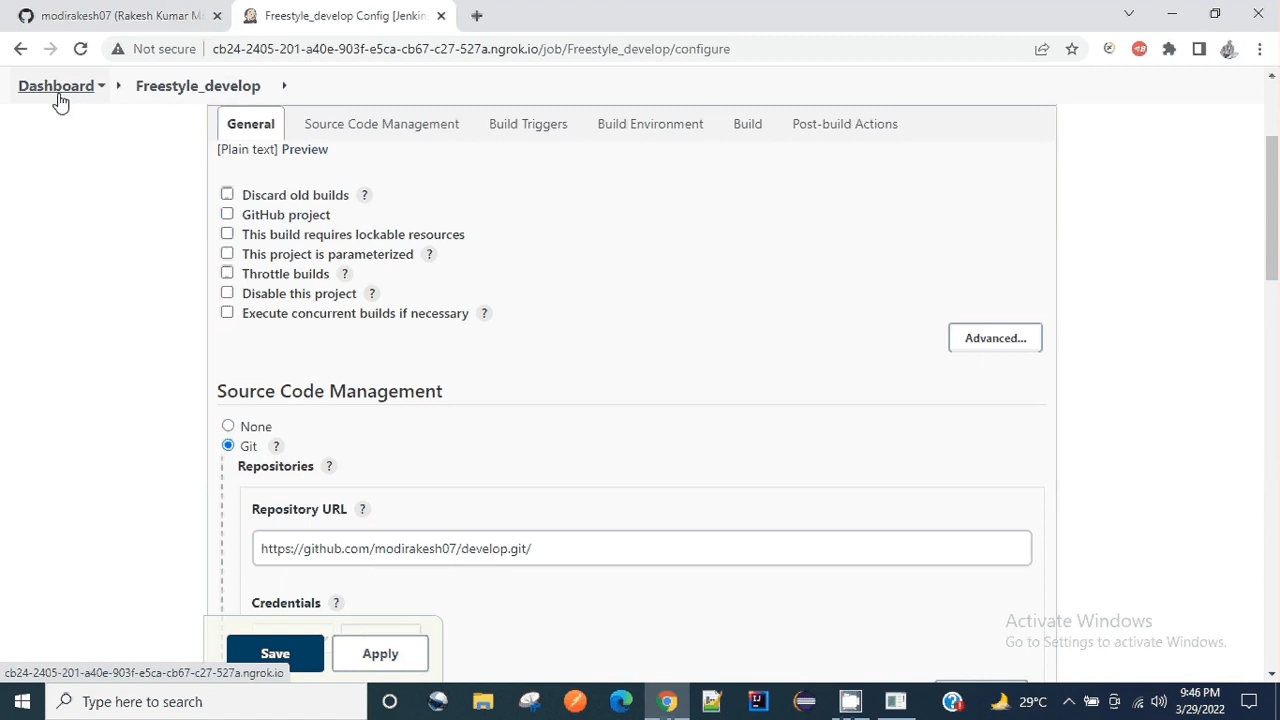 modirakesh07 (Rakesh Kumar M
Freestyle_develop Config [Jenkin
Not secure
cb24-2405-201-a40e-903f-e5ca-cb67-c27-527a.ngrok.io/job/Freestyle_develop/configure
Dashboard
Freestyle_develop
General
Source Code Management
Build Triggers
Build Environment
Build
Post-build Actions
[Plain text] Preview
Discard old builds ?
GitHub project
This build requires lockable resources
This project is parameterized ?
Throttle builds ?
Disable this project ?
Execute concurrent builds if necessary ?
Advanced...
Source Code Management
None
Git ?
Repositories ?
Repository URL ?
https://github.com/modirakesh07/develop.git/
Credentials ?
Activate Windows
Go to Settings to activate Windows.
Save
Apply
cb24-2405-201-a40e-903f-e5ca-cb67-c27-527a.ngrok.io
Type here to search
29°C
9:46 PM
3/29/2022